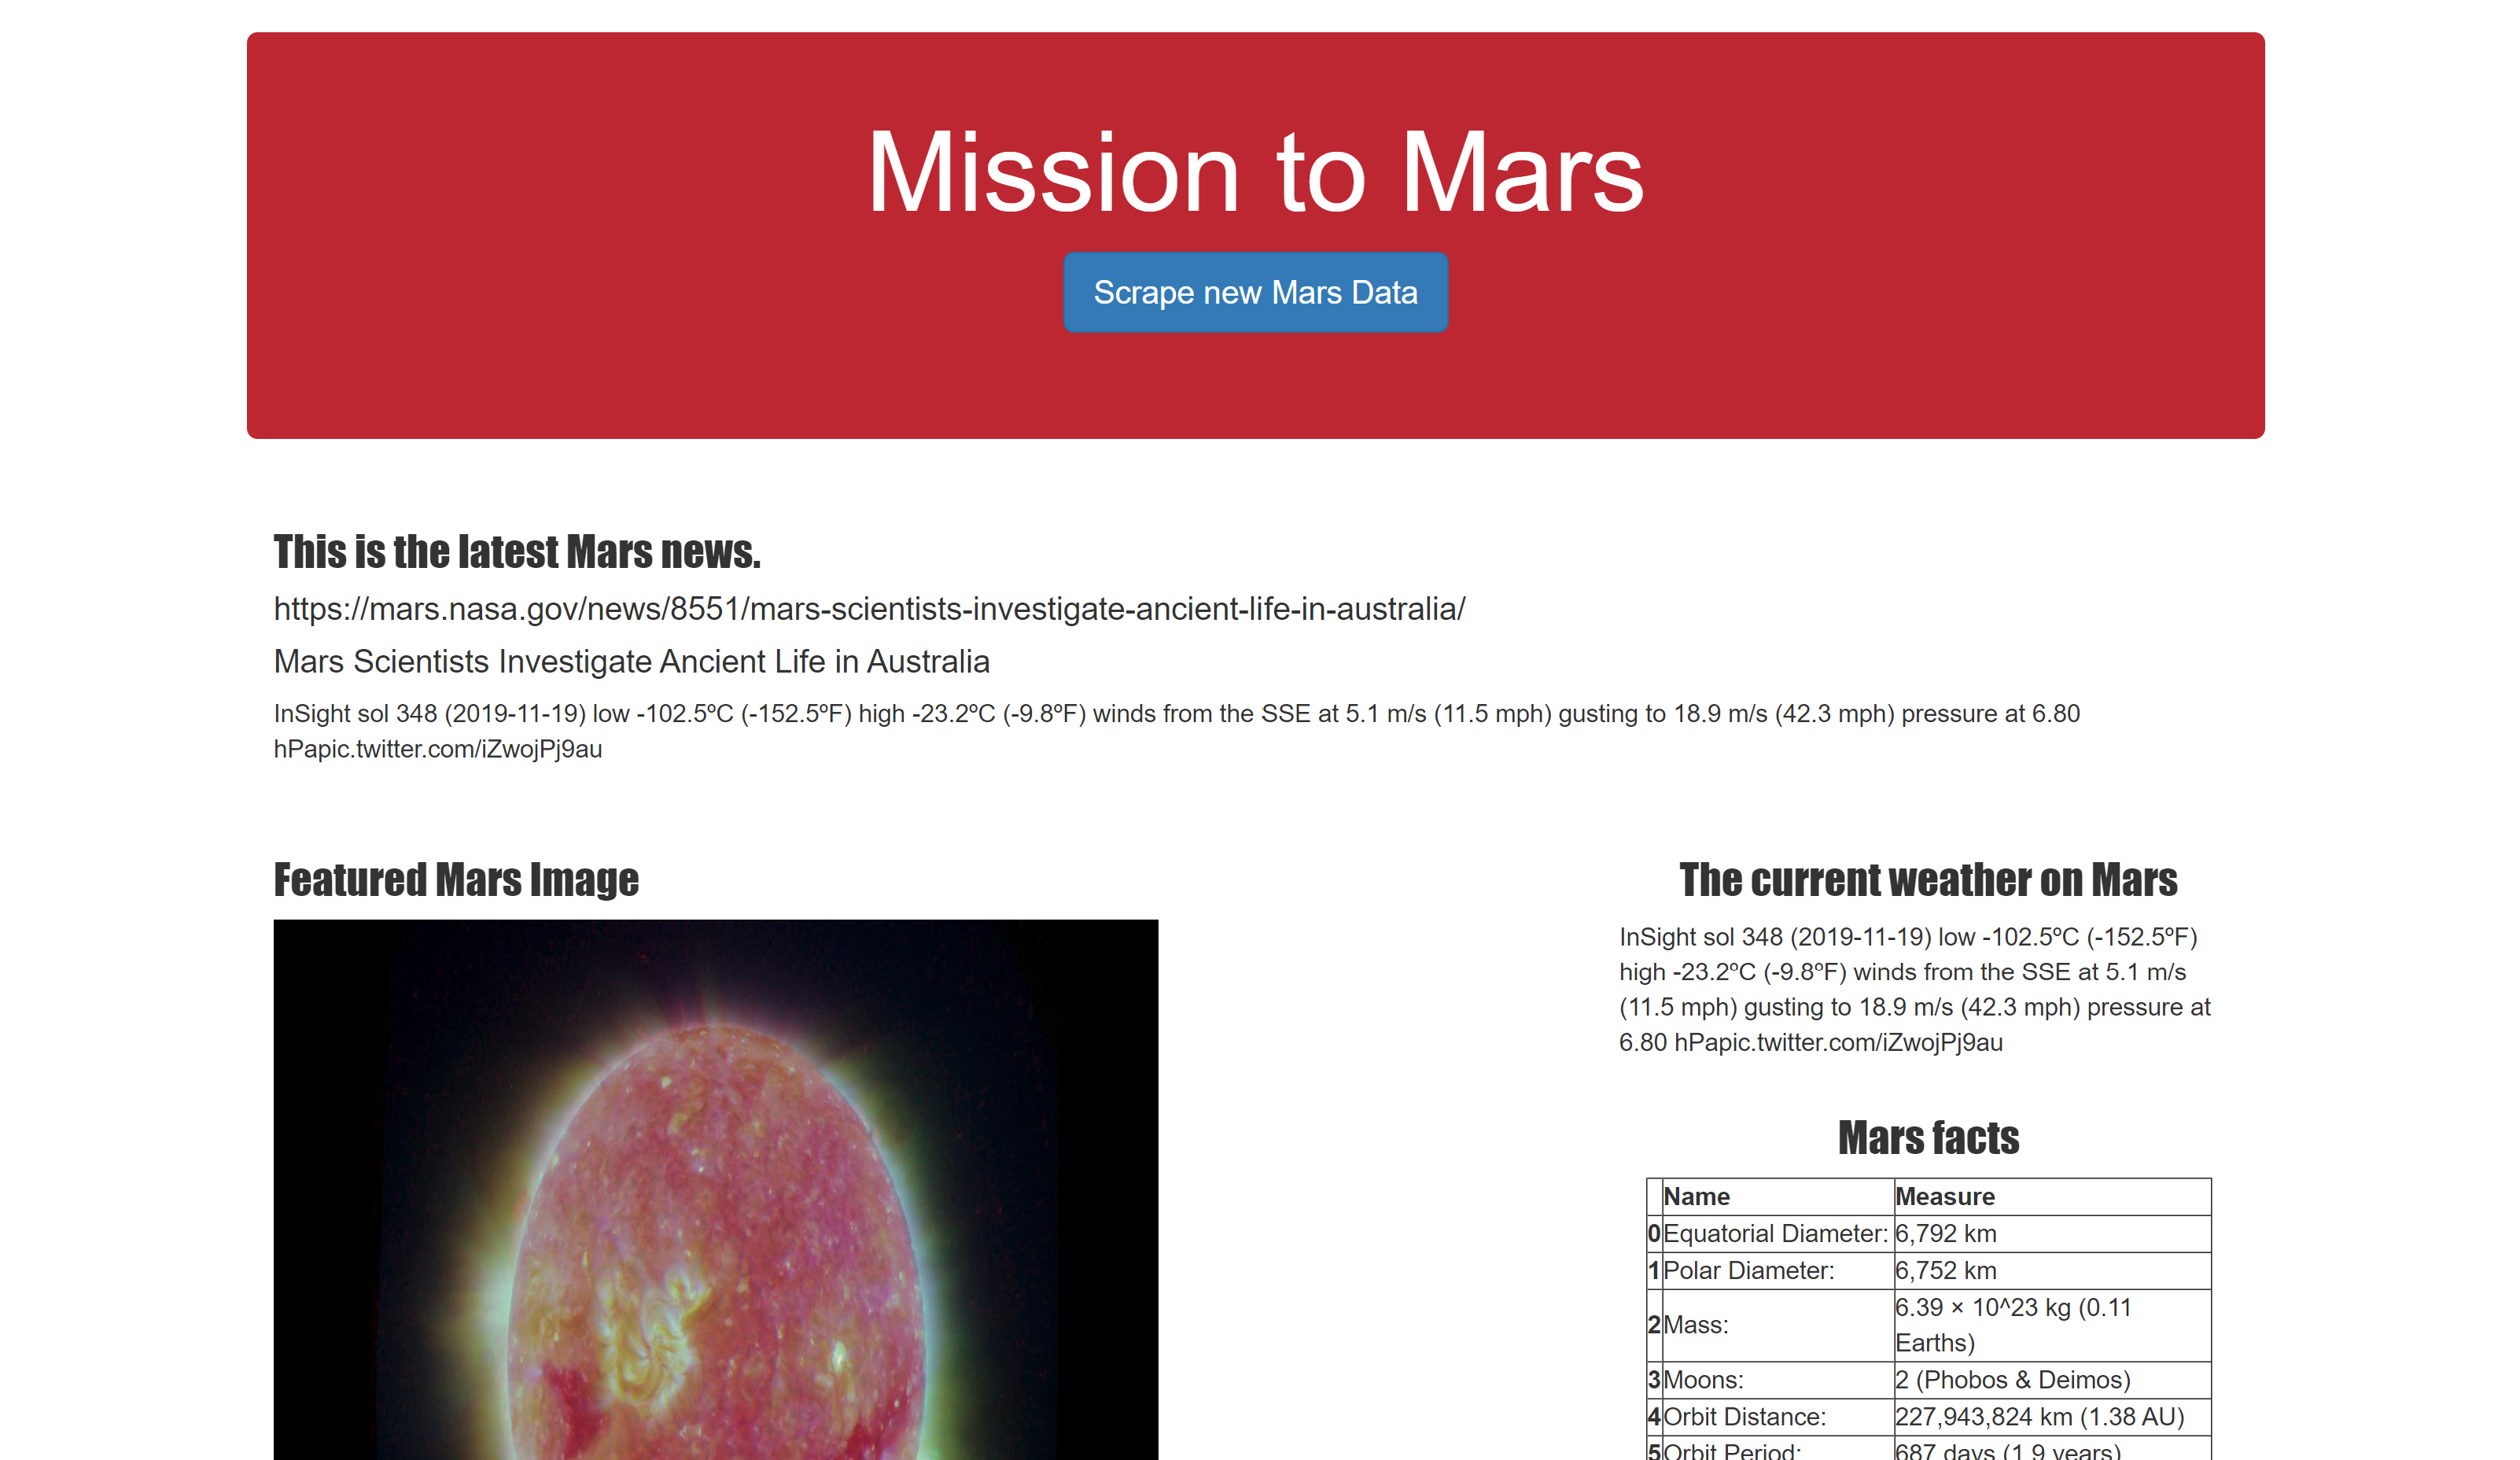 Mission to Mars
Scrape new Mars Data
This is the latest Mars news.
https://mars.nasa.gov/news/8551/mars-scientists-investigate-ancient-life-in-australia/
Mars Scientists Investigate Ancient Life in Australia
InSight sol 348 (2019-11-19) low -102.5ºC (-152.5ºF) high -23.2ºC (-9.8ºF) winds from the SSE at 5.1 m/s (11.5 mph) gusting to 18.9 m/s (42.3 mph) pressure at 6.80
hPapic.twitter.com/iZwojPj9au
Featured Mars Image
The current weather on Mars
InSight sol 348 (2019-11-19) low -102.5ºC (-152.5ºF)
high -23.2ºC (-9.8ºF) winds from the SSE at 5.1 m/s
(11.5 mph) gusting to 18.9 m/s (42.3 mph) pressure at
6.80 hPapic.twitter.com/iZwojPj9au
Mars facts
Name Measure
0 Equatorial Diameter: 6,792 km
1 Polar Diameter: 6,752 km
2 Mass: 6.39 × 10^23 kg (0.11
Earths)
3 Moons: 2 (Phobos & Deimos)
4 Orbit Distance: 227,943,824 km (1.38 AU)
5 Orbit Period: 687 days (1.9 years)